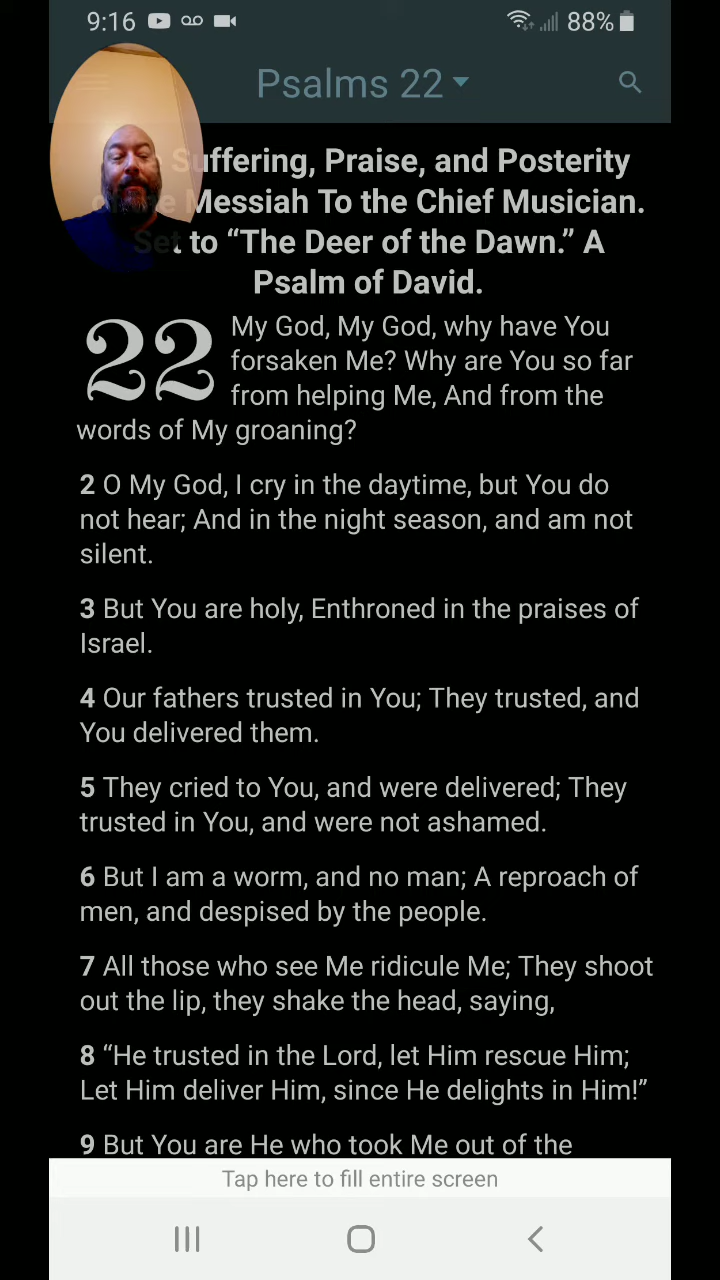 9:16
88%
Psalms 22
Suffering, Praise, and Posterity
Messiah To the Chief Musician.
Set to “The Deer of the Dawn.” A
Psalm of David.
22 My God, My God, why have You
forsaken Me? Why are You so far
from helping Me, And from the
words of My groaning?
2 O My God, I cry in the daytime, but You do
not hear; And in the night season, and am not
silent.
3 But You are holy, Enthroned in the praises of
Israel.
4 Our fathers trusted in You; They trusted, and
You delivered them.
5 They cried to You, and were delivered; They
trusted in You, and were not ashamed.
6 But I am a worm, and no man; A reproach of
men, and despised by the people.
7 All those who see Me ridicule Me; They shoot
out the lip, they shake the head, saying,
8 “He trusted in the Lord, let Him rescue Him;
Let Him deliver Him, since He delights in Him!”
9 But You are He who took Me out of the
Tap here to fill entire screen